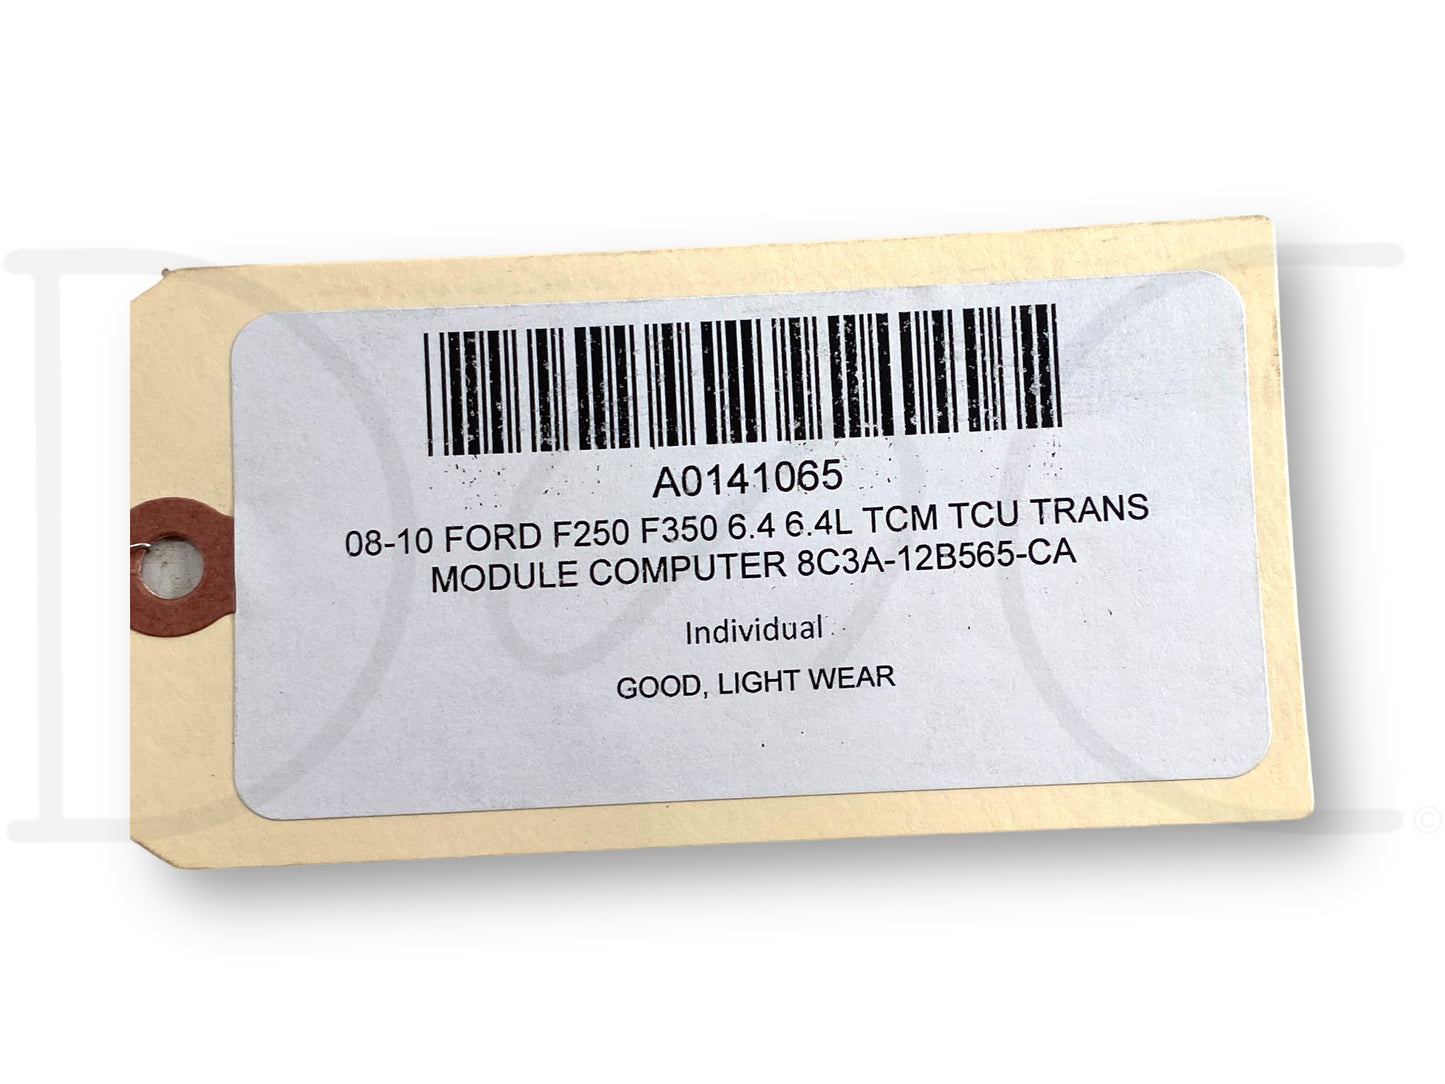 A0141065
08-10 FORD F250 F350 6.4 6.4L TCM TCU TRANS
MODULE COMPUTER 8C3A-12B565-CA
Individual
GOOD, LIGHT WEAR